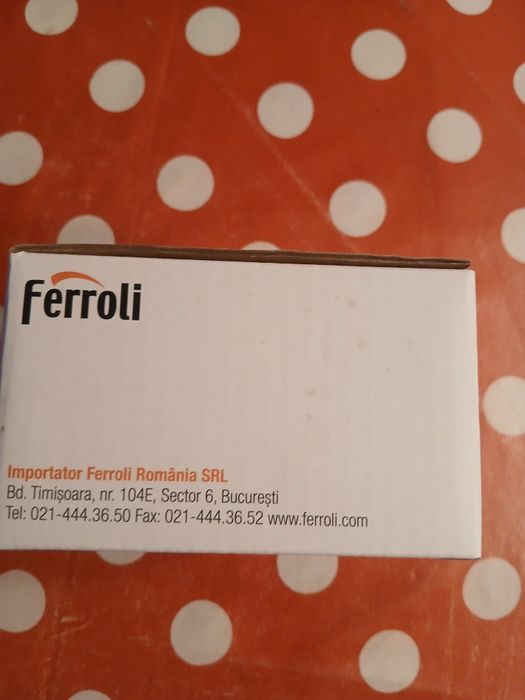 Ferroli
Importator Ferroli România SRL
Bd. Timișoara, nr. 104E, Sector 6, București
Tel: 021-444.36.50 Fax: 021-444.36.52 www.ferroli.com